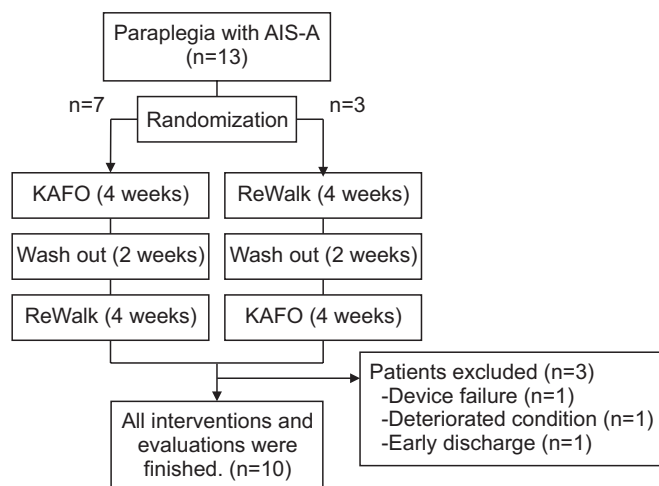 Paraplegia with AIS-A
(n=13)
n=7
n=3
Randomization
KAFO (4 weeks)
ReWalk (4 weeks)
Wash out (2 weeks)
Wash out (2 weeks)
ReWalk (4 weeks)
KAFO (4 weeks)
Patients excluded (n=3)
-Device failure (n=1)
-Deteriorated condition (n=1)
-Early discharge (n=1)
All interventions and
evaluations were
finished. (n=10)